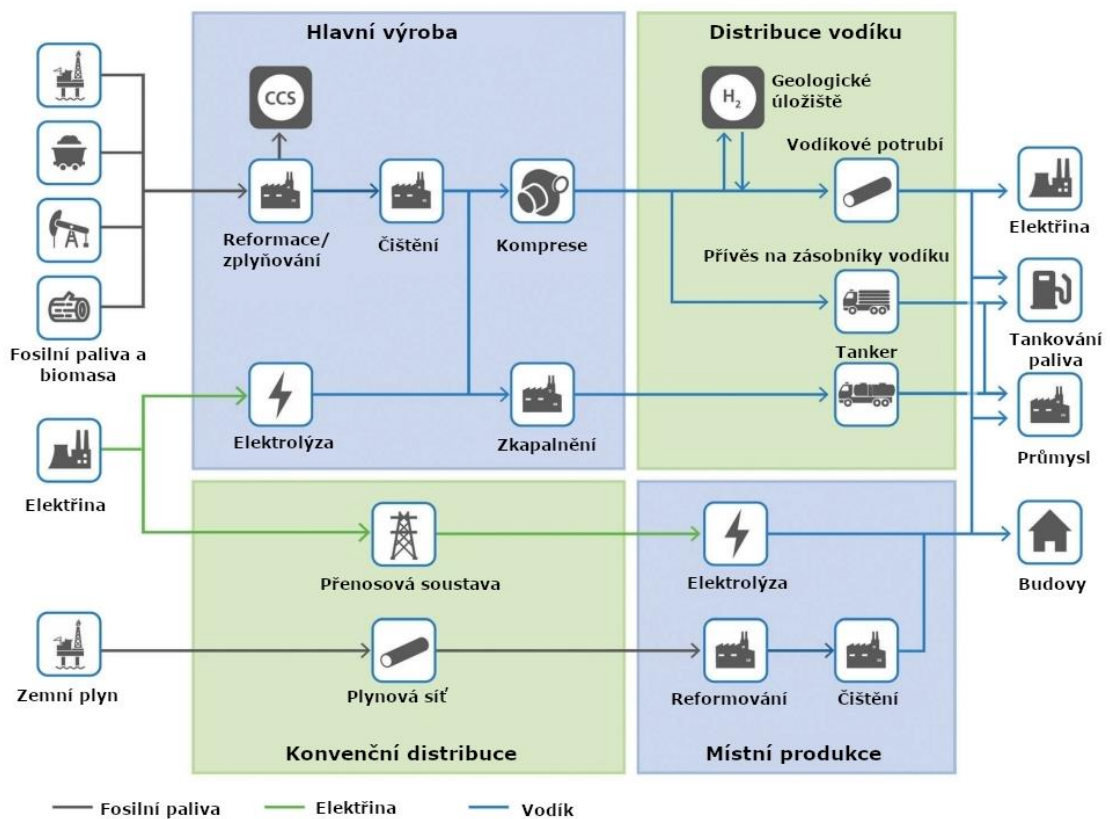 Hlavní výroba
Distribuce vodíku
CCS
H2
Geologické
úložiště
Vodíkové potrubí
Reformace/
zplyňování
Čištění
Komprese
Elektřina
Přívěs na zásobníky vodíku
Fosilní paliva a
biomasa
Tanker
Tankování
paliva
Elektrolýza
Zkapalnění
Průmysl
Elektřina
Přenosová soustava
Elektrolýza
Budovy
Zemní plyn
Plynová síť
Reformování
Čištění
Konvenční distribuce
Místní produkce
Fosilní paliva
Elektřina
Vodík